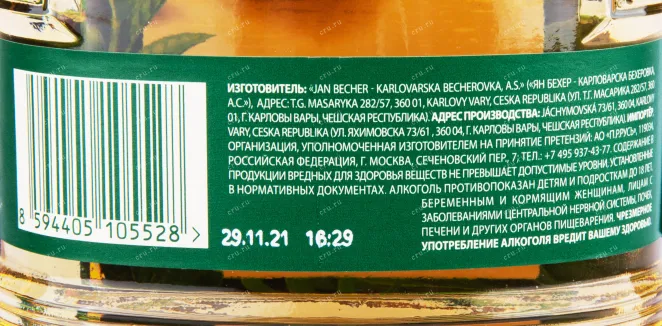 ИЗГОТОВИТЕЛЬ: «JAN BECHER - KARLOVARSKA BECHEROVKA, A.S.» («ЯН БЕХЕР - КАРЛОВАРСКА БЕХЕРОВКА,
А.С.»), АДРЕС: T.G. MASARYKA 282/57, 360 01, KARLOVY VARY, CESKA REPUBLIKA (УЛ. Т.Г. МАСАРИКА 282/57, 360
01, Г. КАРЛОВЫ ВАРЫ, ЧЕШСКАЯ РЕСПУБЛИКА). АДРЕС ПРОИЗВОДСТВА: JÁCHYMOVSKÁ 73/61, 360 04, KARLOVY
VARY, CESKA REPUBLIKA (УЛ. ЯХИМОВСКА 73/61, 360 04, Г. КАРЛОВЫ ВАРЫ, ЧЕШСКАЯ РЕСПУБЛИКА). ИМПОРТЁР,
ОРГАНИЗАЦИЯ, УПОЛНОМОЧЕННАЯ ИЗГОТОВИТЕЛЕМ НА ПРИНЯТИЕ ПРЕТЕНЗИЙ: АО «П.Р.РУСЬ», 119034,
РОССИЙСКАЯ ФЕДЕРАЦИЯ, Г. МОСКВА, СЕЧЕНОВСКИЙ ПЕР., 7; ТЕЛ.: +7 495 937-43-77. СОДЕРЖАНИЕ В
ПРОДУКЦИИ ВРЕДНЫХ ДЛЯ ЗДОРОВЬЯ ВЕЩЕСТВ НЕ ПРЕВЫШАЕТ ДОПУСТИМЫЕ УРОВНИ, УСТАНОВЛЕННЫЕ
В НОРМАТИВНЫХ ДОКУМЕНТАХ. АЛКОГОЛЬ ПРОТИВОПОКАЗАН ДЕТЯМ И ПОДРОСТКАМ ДО 18 ЛЕТ,
БЕРЕМЕННЫМ И КОРМЯЩИМ ЖЕНЩИНАМ, ЛИЦАМ С
ЗАБОЛЕВАНИЯМИ ЦЕНТРАЛЬНОЙ НЕРВНОЙ СИСТЕМЫ, ПОЧЕК,
ПЕЧЕНИ И ДРУГИХ ОРГАНОВ ПИЩЕВАРЕНИЯ. ЧРЕЗМЕРНОЕ
УПОТРЕБЛЕНИЕ АЛКОГОЛЯ ВРЕДИТ ВАШЕМУ ЗДОРОВЬЮ.
8 594405 105528 >
29.11.21 16:29